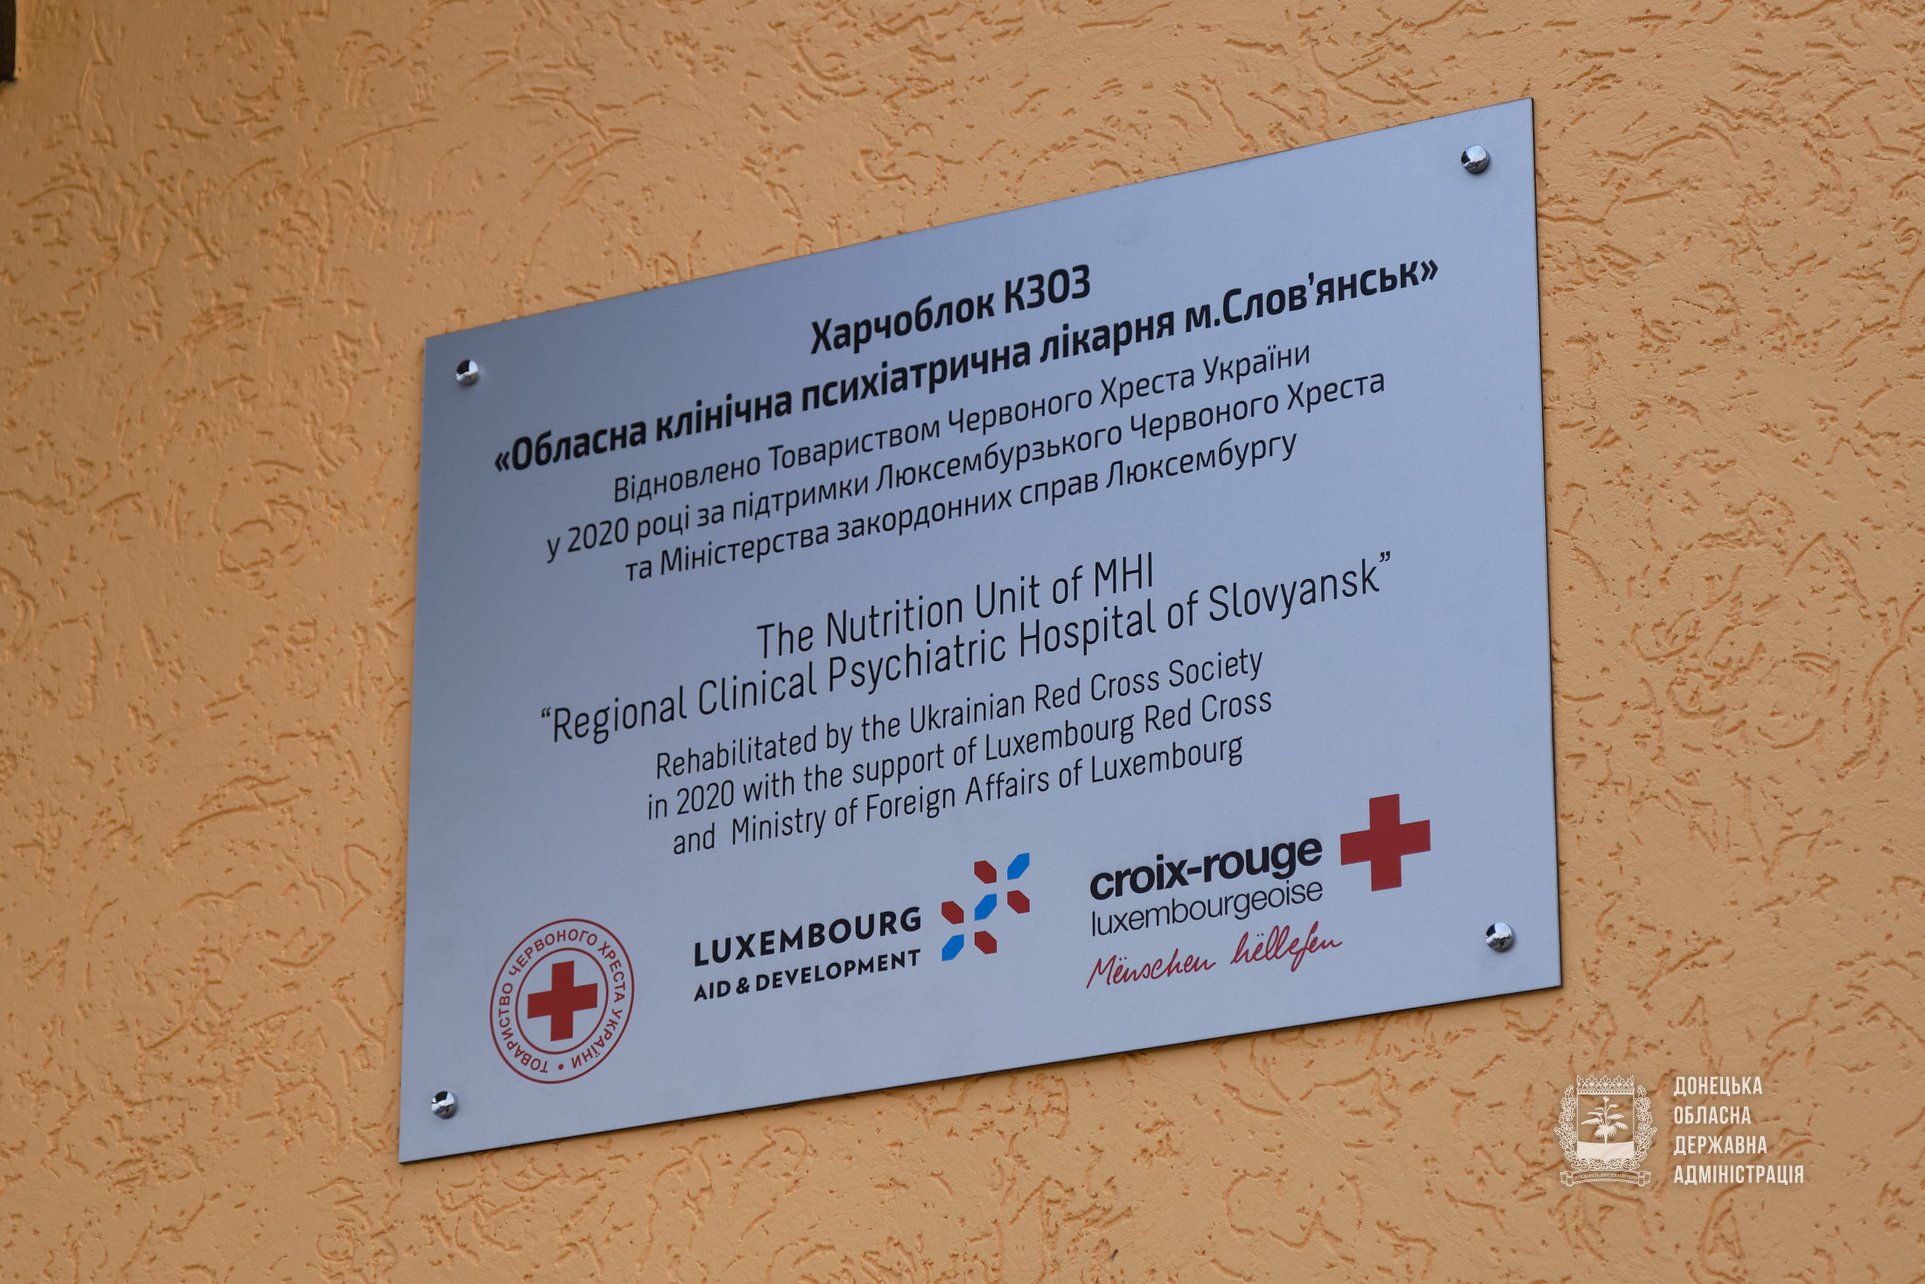 Харчоблок КЗОЗ
«Обласна клінічна психіатрична лікарня м.Слов’янськ»
Відновлено Товариством Червоного Хреста України
у 2020 році за підтримки Люксембурзького Червоного Хреста
та Міністерства закордонних справ Люксембургу
The Nutrition Unit of MHI
“Regional Clinical Psychiatric Hospital of Slovyansk”
Rehabilitated by the Ukrainian Red Cross Society
in 2020 with the support of Luxembourg Red Cross
and Ministry of Foreign Affairs of Luxembourg
ТОВАРИСТВО ЧЕРВОНОГО ХРЕСТА УКРАЇНИ •
LUXEMBOURG
AID & DEVELOPMENT
croix-rouge
luxembourgeoise
Mënschen hëllefen
ДОНЕЦЬКА
ОБЛАСНА
ДЕРЖАВНА
АДМІНІСТРАЦІЯ